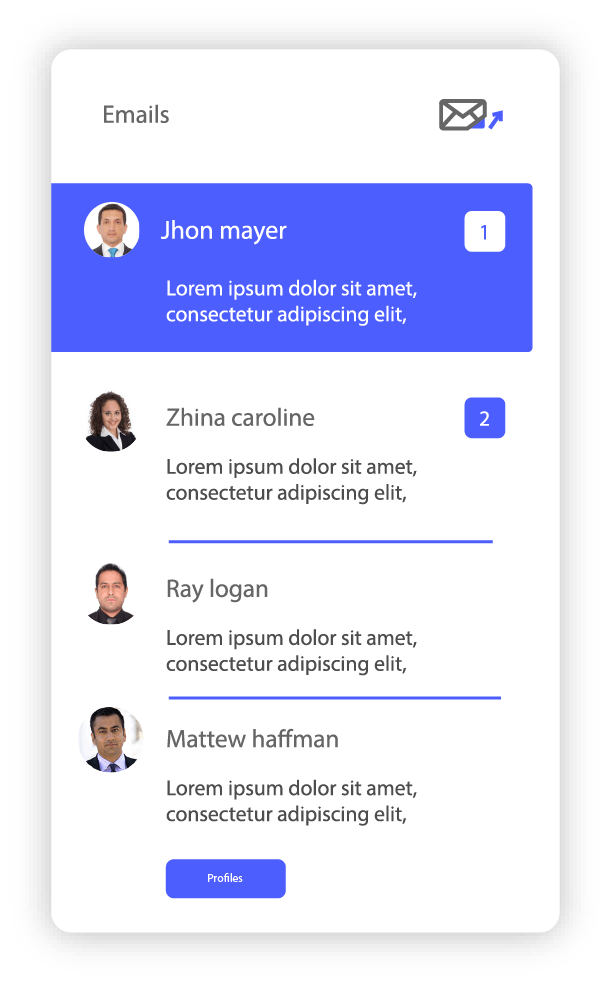 Emails
Jhon mayer
1
Lorem ipsum dolor sit amet,
consectetur adipiscing elit,
Zhina caroline
2
Lorem ipsum dolor sit amet,
consectetur adipiscing elit,
Ray logan
Lorem ipsum dolor sit amet,
consectetur adipiscing elit,
Mattew haffman
Lorem ipsum dolor sit amet,
consectetur adipiscing elit,
Profiles